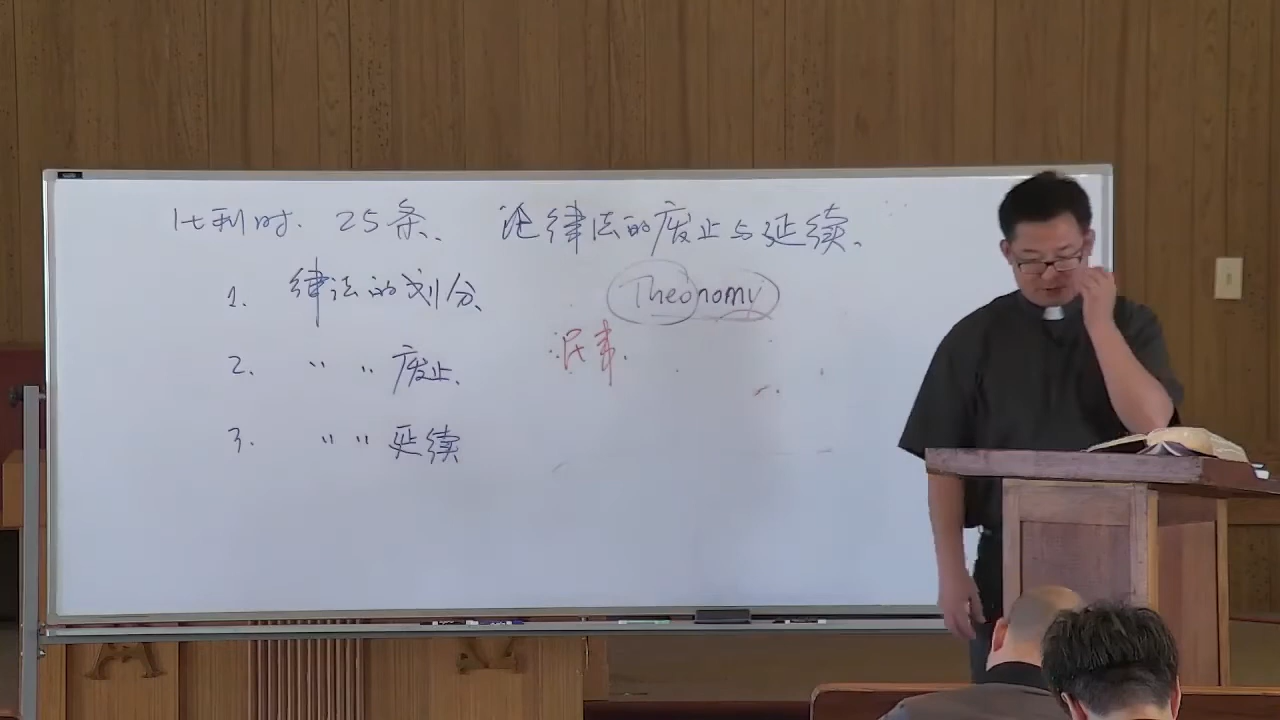 比利时. 25条、 论律法的废止与延续、
1. 律法的划分、
Theonomy
民事.
2. 〃 〃 废止.
3. 〃 〃 延续